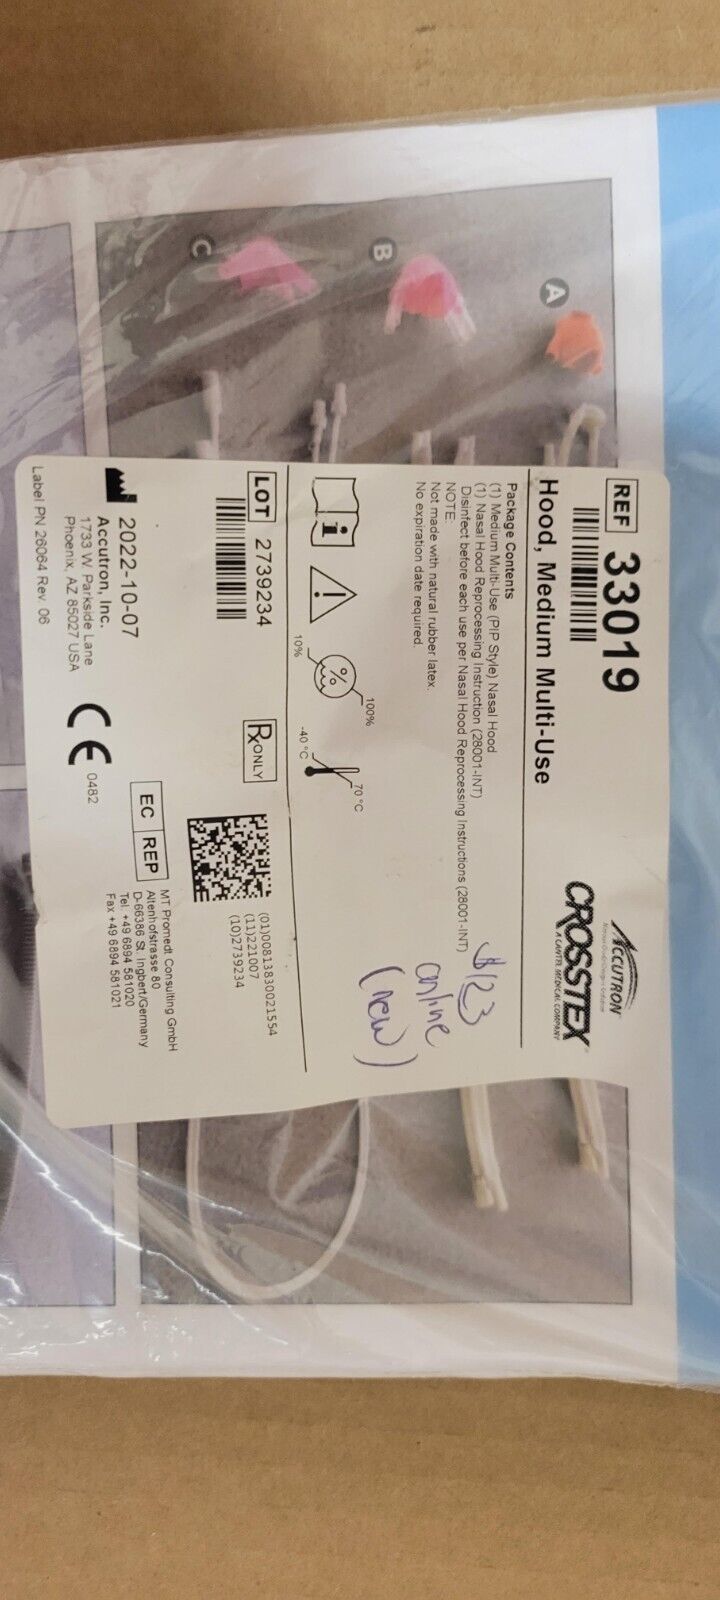 C
B
A
REF 33019
Hood, Medium Multi-Use
ACCUTRON
CROSSTEX®
A CANTEL MEDICAL COMPANY
Package Contents
(1) Medium Multi-Use (PIP Style) Nasal Hood
(1) Nasal Hood Reprocessing Instruction (28001-INT)
Disinfect before each use per Nasal Hood Reprocessing Instructions (28001-INT)
NOTE:
Not made with natural rubber latex.
No expiration date required.
$123
online
(new)
i
!
%
10%
100%
-40 °C
70 °C
LOT 2739234
Rx ONLY
(01)00813830021554
(11)221007
(10)2739234
2022-10-07
Accutron, Inc.
1733 W Parkside Lane
Phoenix, AZ 85027 USA
CE 0482
EC REP
MT Promedt Consulting GmbH
Altenhofstrasse 80
D-66386 St. Ingbert/Germany
Tel. +49 6894 581020
Fax +49 6894 581021
Label PN 26064 Rev. 06